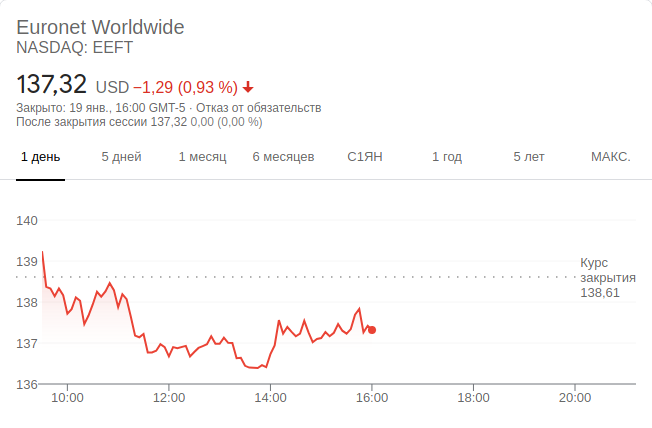 Euronet Worldwide
NASDAQ: EEFT
137,32 USD −1,29 (0,93 %)
Закрыто: 19 янв., 16:00 GMT-5 · Отказ от обязательств
После закрытия сессии 137,32 0,00 (0,00 %)
1 день 5 дней 1 месяц 6 месяцев С1ЯН 1 год 5 лет МАКС.
140
139
138
137
136
Курс
закрытия
138,61
10:00 12:00 14:00 16:00 18:00 20:00